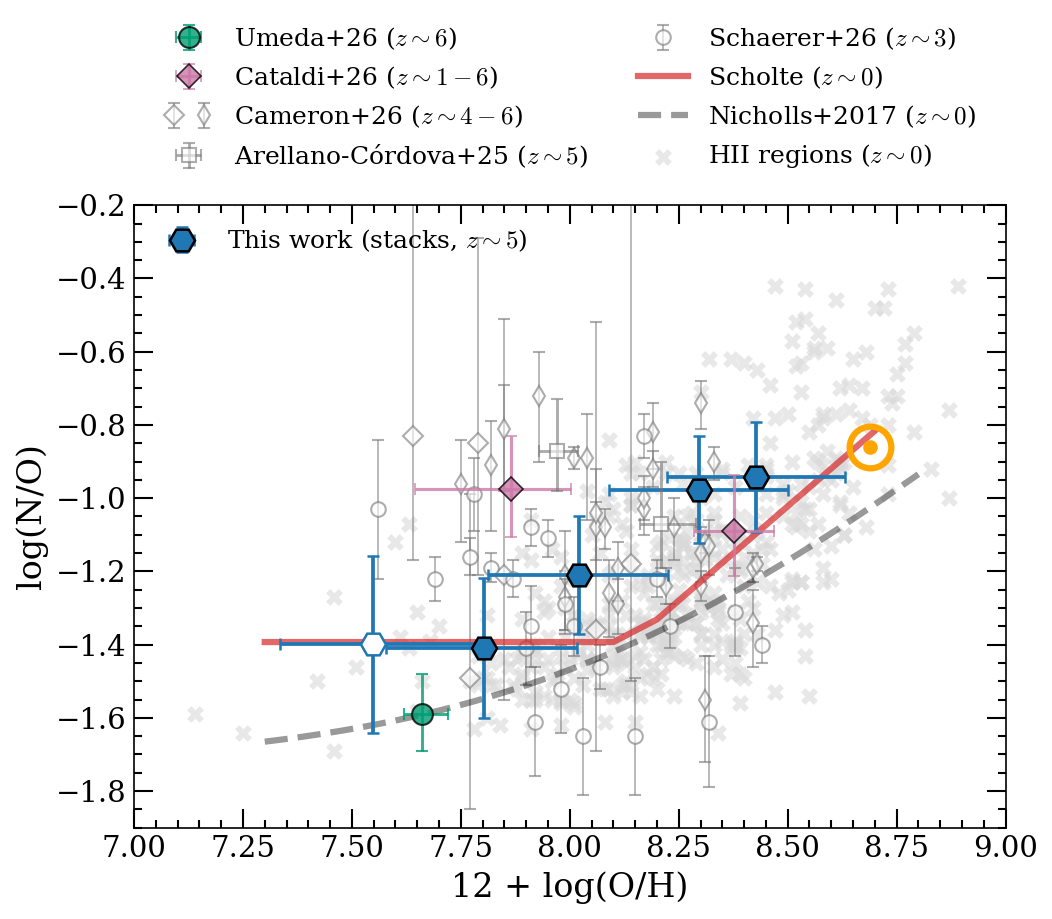 Umeda+26 (z ∼ 6)
Cataldi+26 (z ∼ 1 − 6)
Cameron+26 (z ∼ 4 − 6)
Arellano-Córdova+25 (z ∼ 5)
Schaerer+26 (z ∼ 3)
Scholte (z ∼ 0)
Nicholls+2017 (z ∼ 0)
HII regions (z ∼ 0)
This work (stacks, z ∼ 5)
−0.2
−0.4
−0.6
−0.8
−1.0
−1.2
−1.4
−1.6
−1.8
log(N/O)
7.00 7.25 7.50 7.75 8.00 8.25 8.50 8.75 9.00
12 + log(O/H)